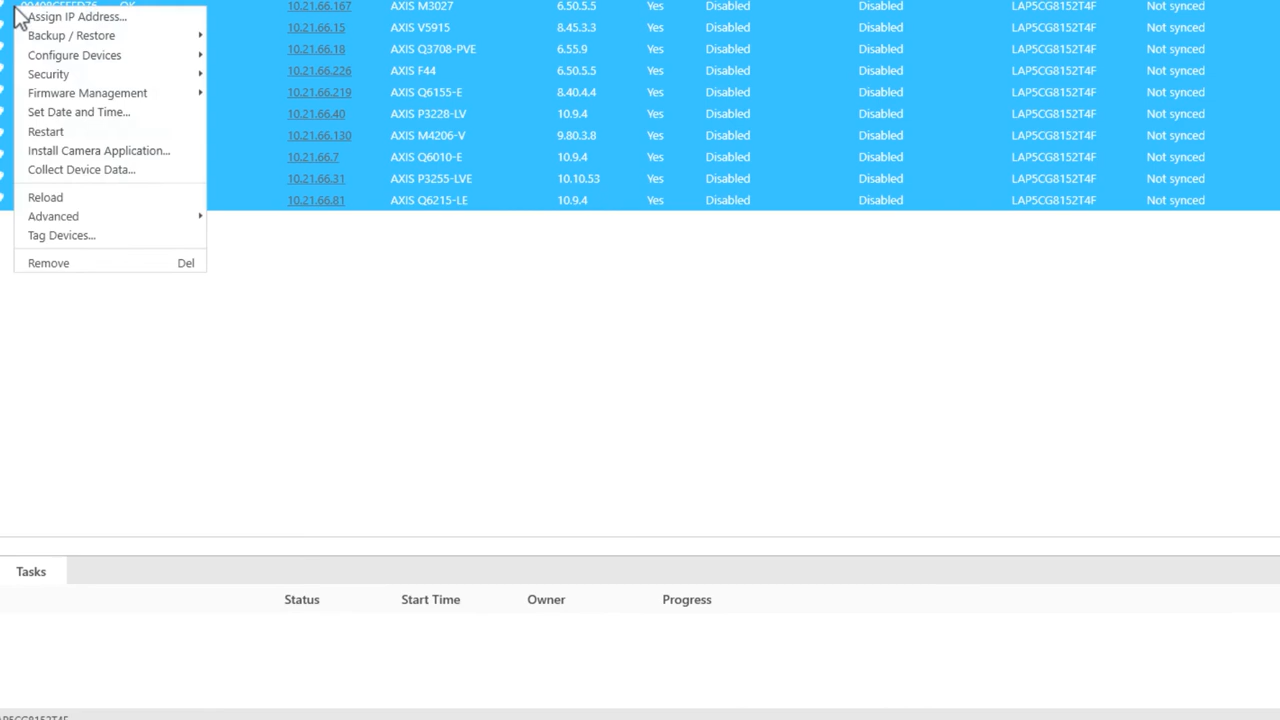 00408CFEED76 OK 10.21.66.167 AXIS M3027 6.50.5.5 Yes Disabled Disabled LAP5CG8152T4F Not synced
Assign IP Address...
10.21.66.15 AXIS V5915 8.45.3.3 Yes Disabled Disabled LAP5CG8152T4F Not synced
Backup / Restore
10.21.66.18 AXIS Q3708-PVE 6.55.9 Yes Disabled Disabled LAP5CG8152T4F Not synced
Configure Devices
10.21.66.226 AXIS F44 6.50.5.5 Yes Disabled Disabled LAP5CG8152T4F Not synced
Security
10.21.66.219 AXIS Q6155-E 8.40.4.4 Yes Disabled Disabled LAP5CG8152T4F Not synced
Firmware Management
10.21.66.40 AXIS P3228-LV 10.9.4 Yes Disabled Disabled LAP5CG8152T4F Not synced
Set Date and Time...
10.21.66.130 AXIS M4206-V 9.80.3.8 Yes Disabled Disabled LAP5CG8152T4F Not synced
Restart
Install Camera Application...
10.21.66.7 AXIS Q6010-E 10.9.4 Yes Disabled Disabled LAP5CG8152T4F Not synced
Collect Device Data...
10.21.66.31 AXIS P3255-LVE 10.10.53 Yes Disabled Disabled LAP5CG8152T4F Not synced
Reload
10.21.66.81 AXIS Q6215-LE 10.9.4 Yes Disabled Disabled LAP5CG8152T4F Not synced
Advanced
Tag Devices...
Remove Del
Tasks
Status Start Time Owner Progress